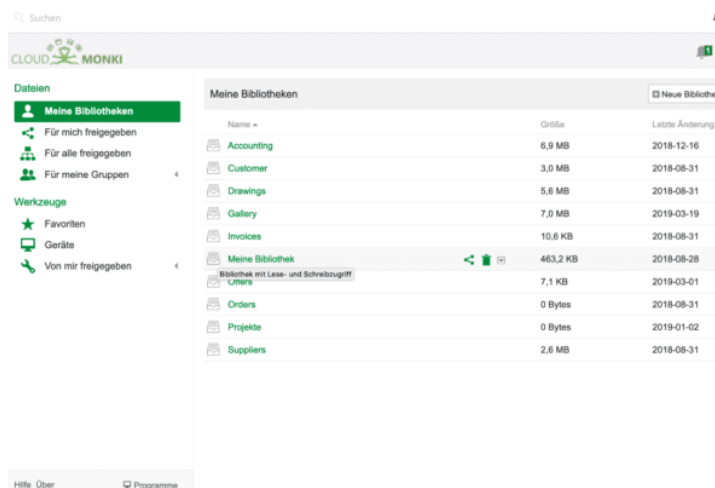 Suchen
CLOUD MONKI
1
Dateien
Meine Bibliotheken
Für mich freigegeben
Für alle freigegeben
Für meine Gruppen
Werkzeuge
Favoriten
Geräte
Von mir freigegeben
Hilfe Über Programme
Meine Bibliotheken
Neue Bibliothe
Name Größe Letzte Änderung
Accounting 6,9 MB 2018-12-16
Customer 3,0 MB 2018-08-31
Drawings 5,6 MB 2018-08-31
Gallery 7,0 MB 2019-03-19
Invoices 10,6 KB 2018-08-31
Meine Bibliothek 463,2 KB 2018-08-28
Bibliothek mit Lese- und Schreibzugriff
Offers 7,1 KB 2019-03-01
Orders 0 Bytes 2018-08-31
Projekte 0 Bytes 2019-01-02
Suppliers 2,6 MB 2018-08-31